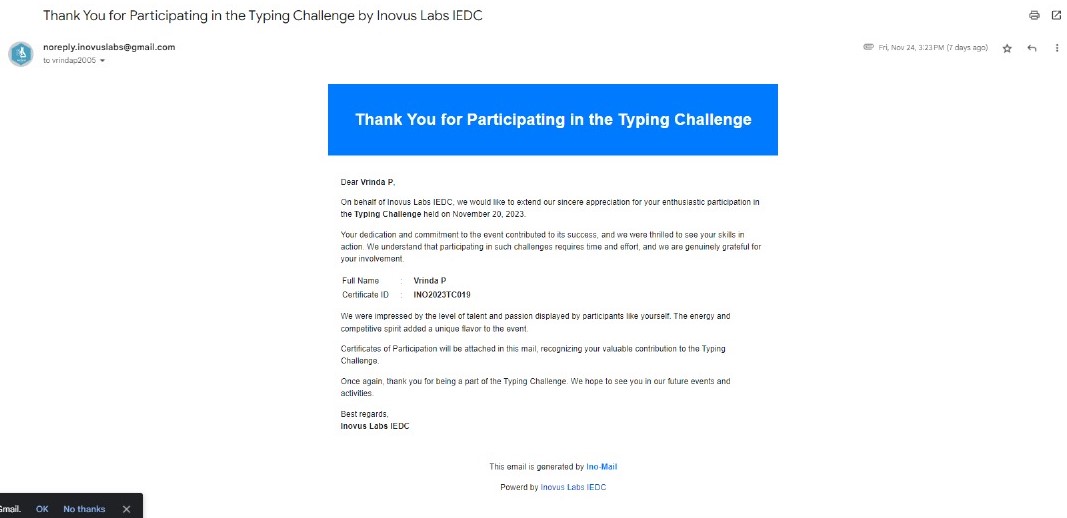 Thank You for Participating in the Typing Challenge by Inovus Labs IEDC
noreply.inovuslabs@gmail.com
Fri, Nov 24, 3:23 PM (7 days ago)
to vrindap2005
Thank You for Participating in the Typing Challenge
Dear Vrinda P,
On behalf of Inovus Labs IEDC, we would like to extend our sincere appreciation for your enthusiastic participation in
the Typing Challenge held on November 20, 2023.
Your dedication and commitment to the event contributed to its success, and we were thrilled to see your skills in
action. We understand that participating in such challenges requires time and effort, and we are genuinely grateful for
your involvement.
Full Name : Vrinda P
Certificate ID : INO2023TC019
We were impressed by the level of talent and passion displayed by participants like yourself. The energy and
competitive spirit added a unique flavor to the event.
Certificates of Participation will be attached in this mail, recognizing your valuable contribution to the Typing
Challenge.
Once again, thank you for being a part of the Typing Challenge. We hope to see you in our future events and
activities.
Best regards,
Inovus Labs IEDC
This email is generated by Ino-Mail
Powerd by Inovus Labs IEDC
Gmail. OK No thanks